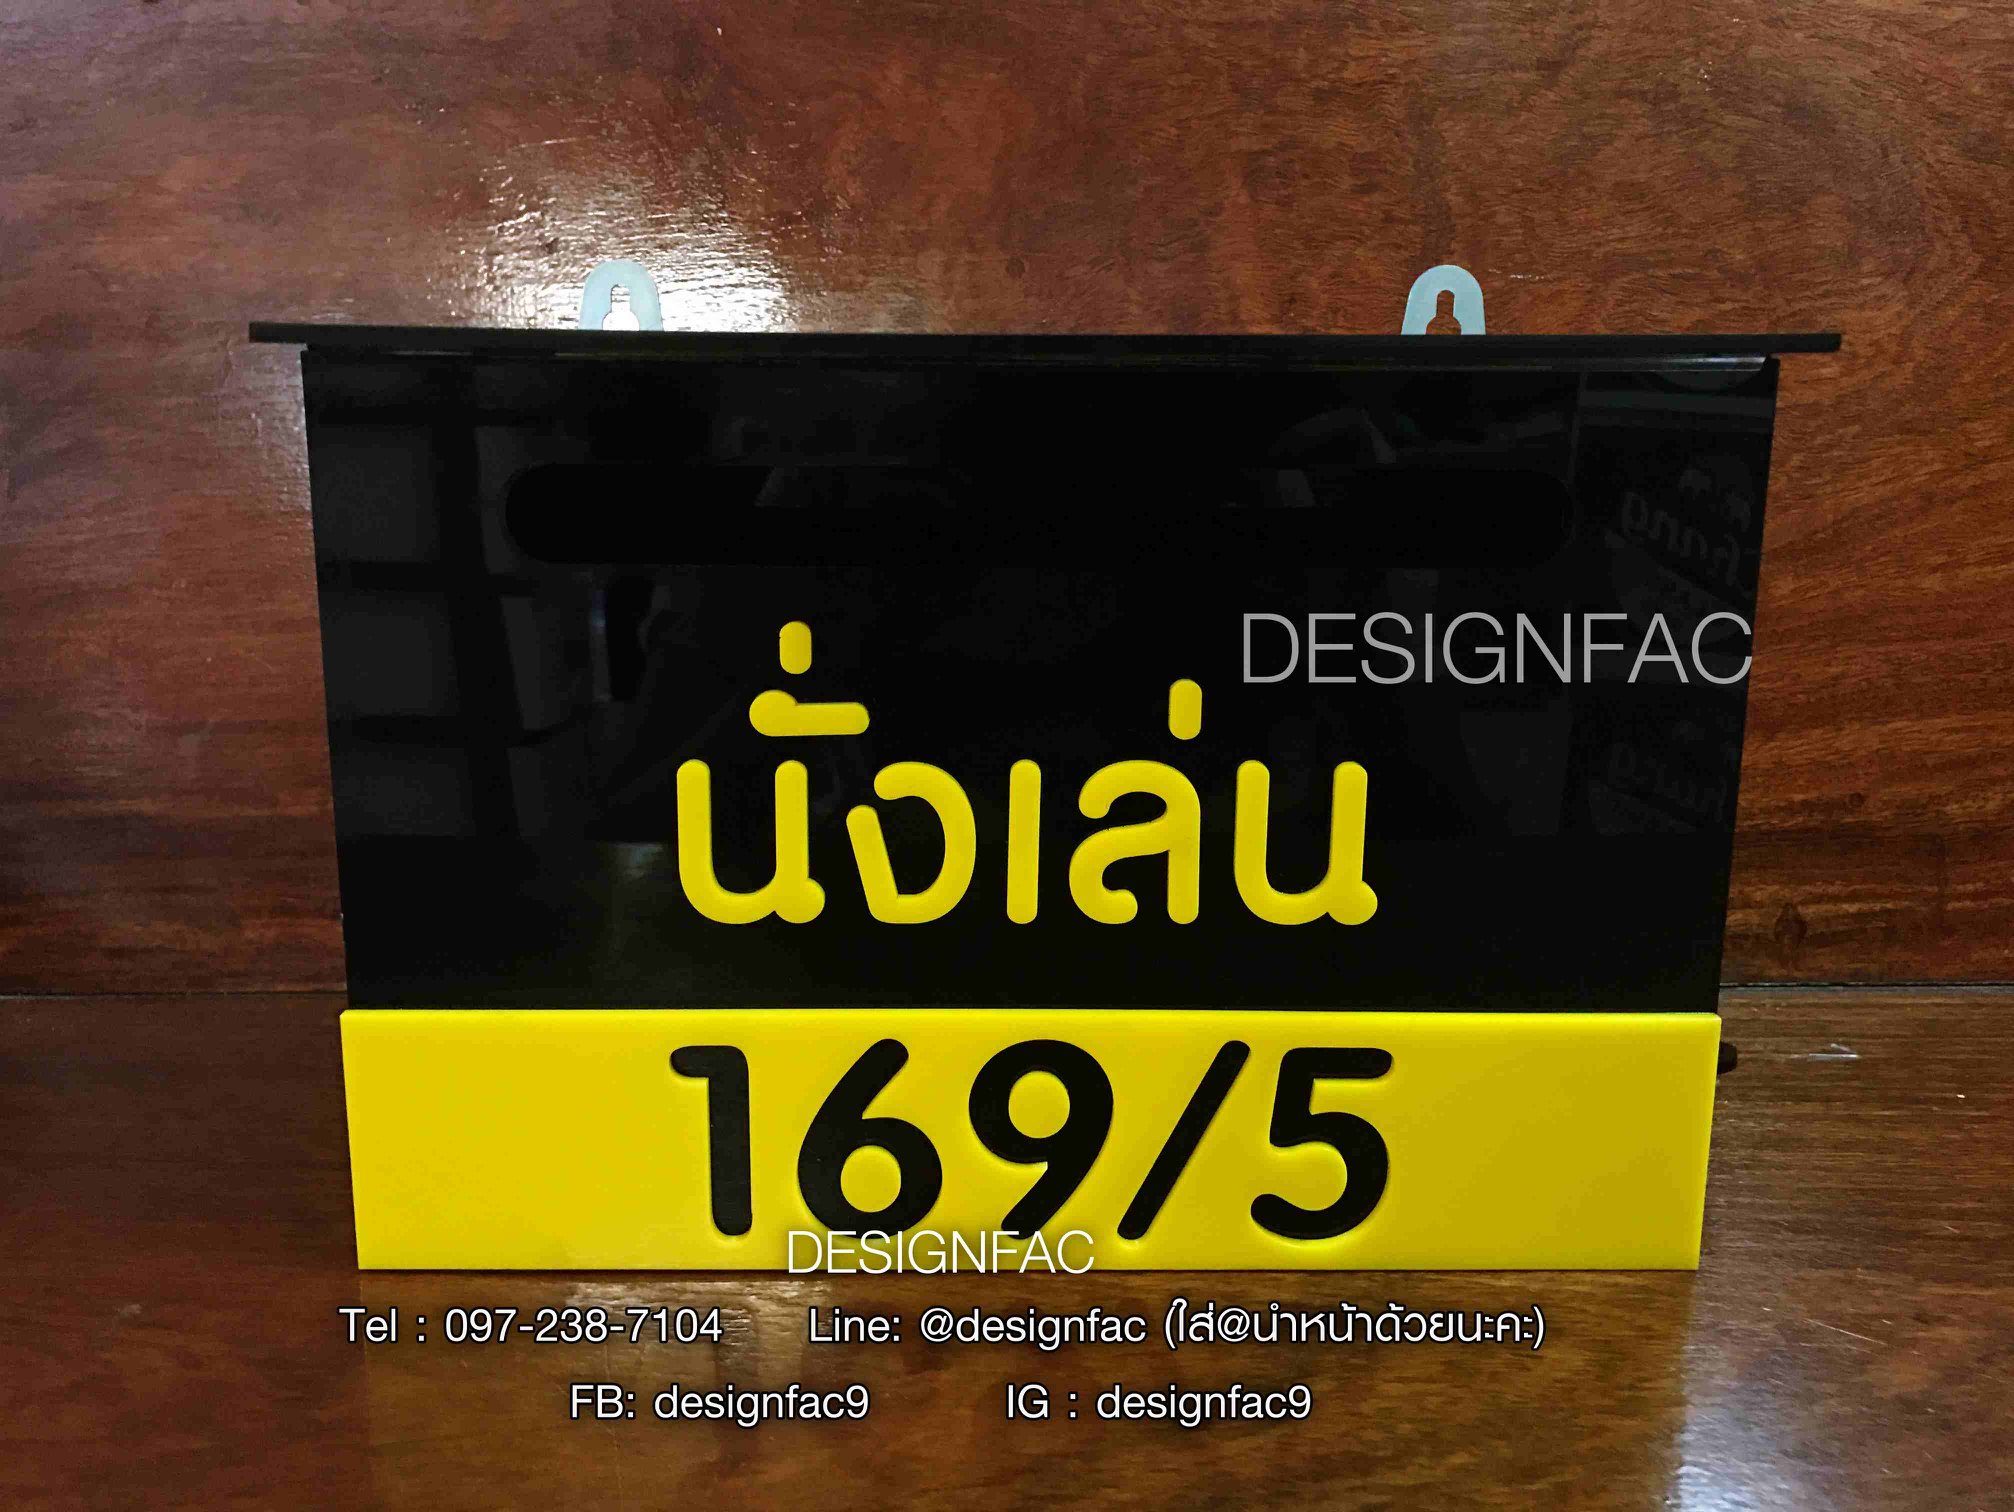 DESIGNFAC
นั่งเล่น
169/5
DESIGNFAC
Tel : 097-238-7104 Line: @designfac (ใส่@นำหน้าด้วยนะคะ)
FB: designfac9 IG : designfac9